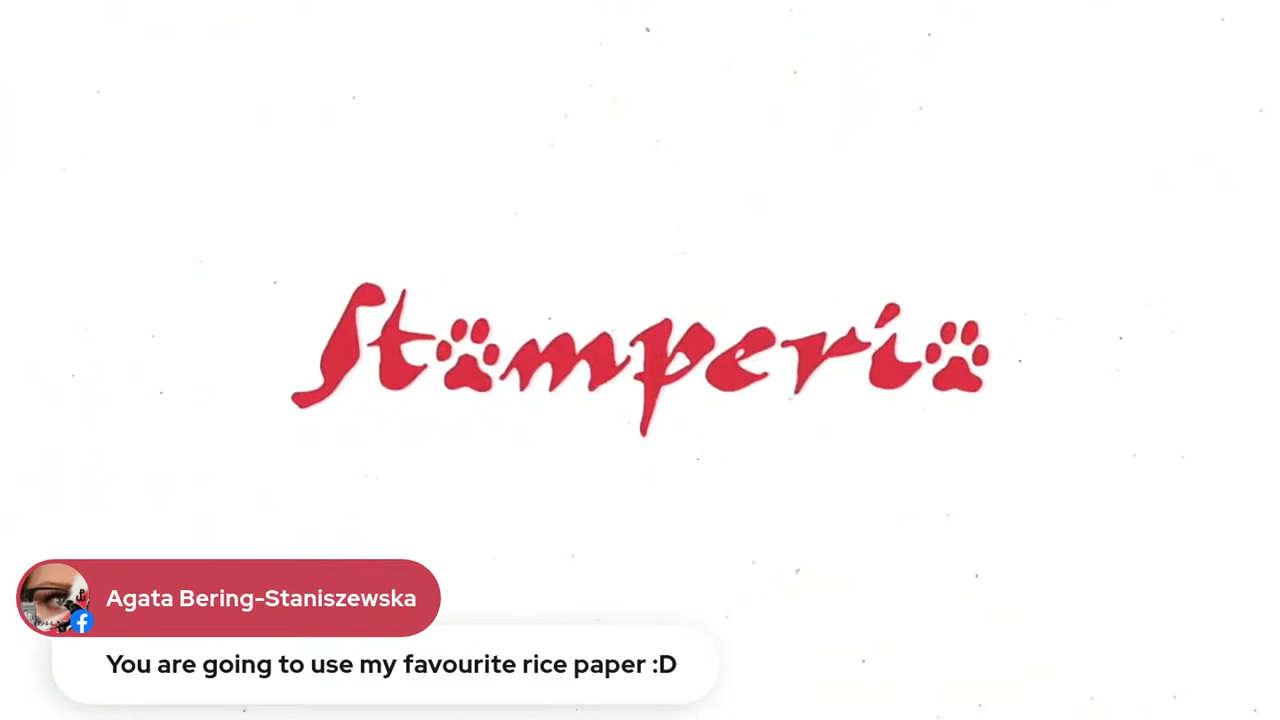 Stamperia
Agata Bering-Staniszewska
You are going to use my favourite rice paper :D